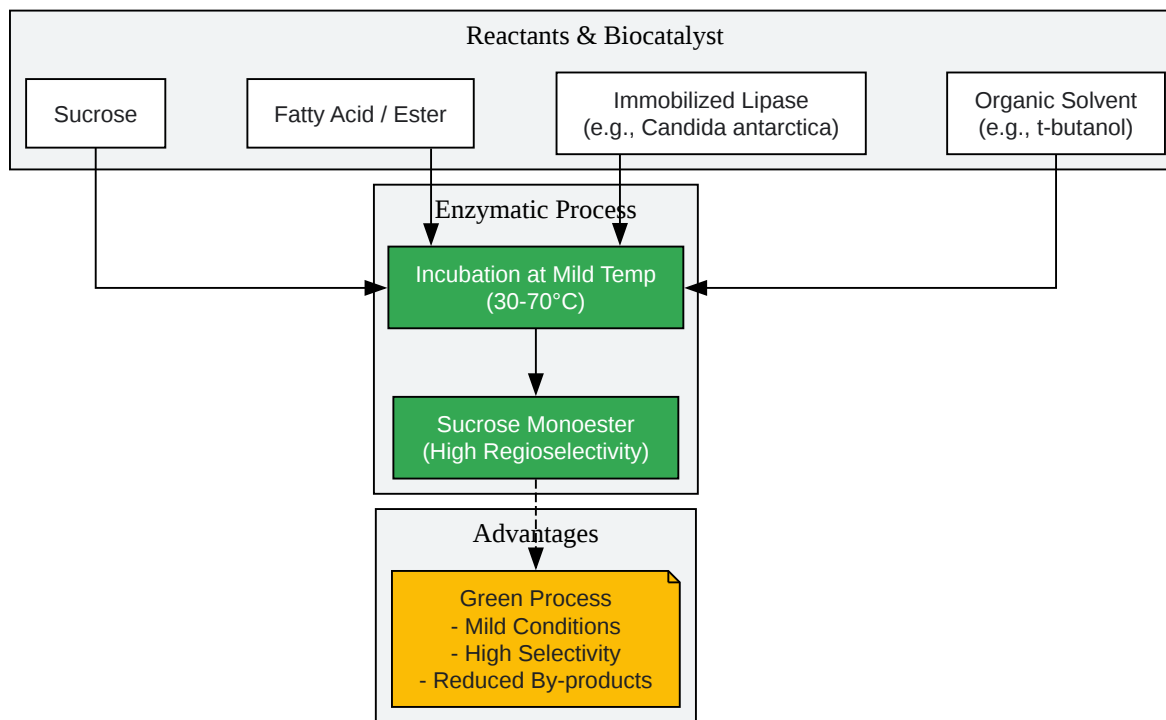 Reactants & Biocatalyst
Sucrose
Fatty Acid / Ester
Immobilized Lipase
(e.g., Candida antarctica)
Organic Solvent
(e.g., t-butanol)
Enzymatic Process
Incubation at Mild Temp
(30-70°C)
Sucrose Monoester
(High Regioselectivity)
Advantages
Green Process
- Mild Conditions
- High Selectivity
- Reduced By-products